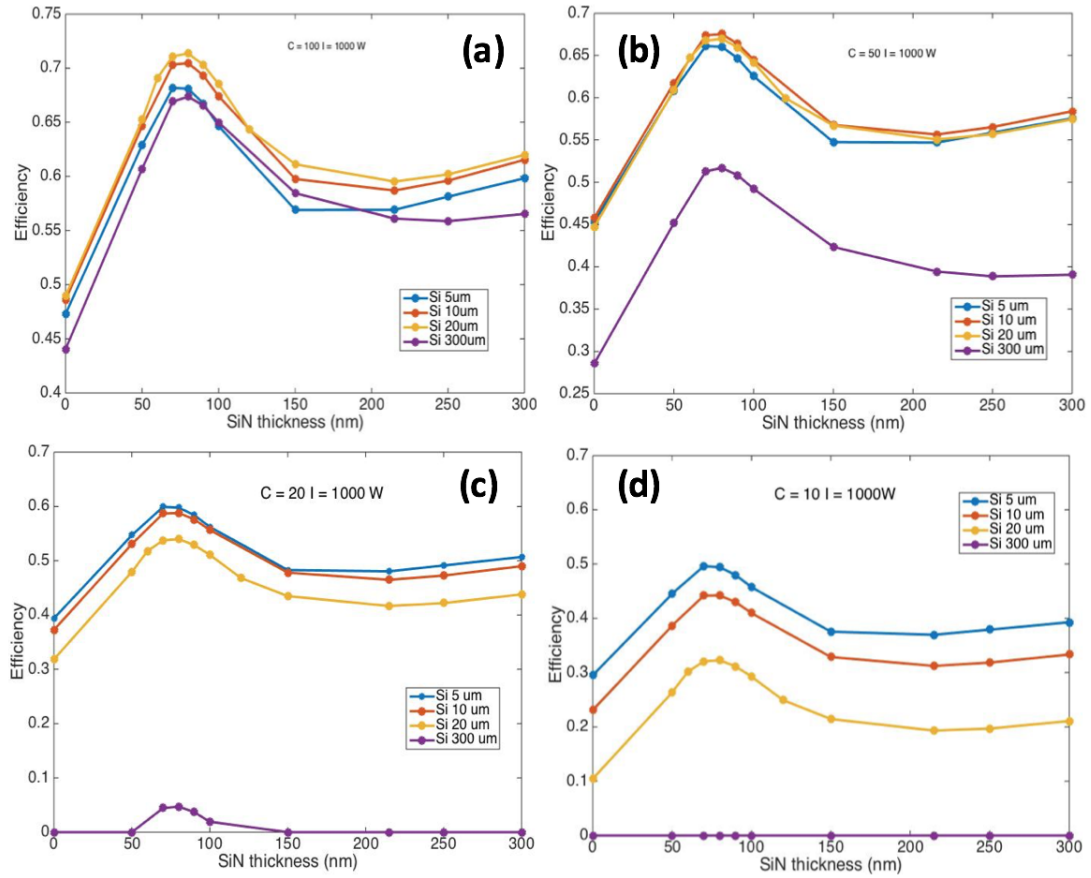 (a)
C = 100 I = 1000 W
0.75
0.7
0.65
0.6
0.55
0.5
0.45
0.4
Efficiency
Si 5um
Si 10um
Si 20um
Si 300um
0 50 100 150 200 250 300
SiN thickness (nm)
(b)
C = 50 I = 1000 W
0.7
0.65
0.6
0.55
0.5
0.45
0.4
0.35
0.3
0.25
Efficiency
Si 5 um
Si 10 um
Si 20 um
Si 300 um
0 50 100 150 200 250 300
SiN thickness (nm)
(c)
C = 20 I = 1000 W
0.7
0.6
0.5
0.4
0.3
0.2
0.1
0
Efficiency
Si 5 um
Si 10 um
Si 20 um
Si 300 um
0 50 100 150 200 250 300
SiN thickness (nm)
(d)
C = 10 I = 1000W
0.7
0.6
0.5
0.4
0.3
0.2
0.1
0
Efficiency
Si 5 um
Si 10 um
Si 20 um
Si 300 um
0 50 100 150 200 250 300
SiN thickness (nm)